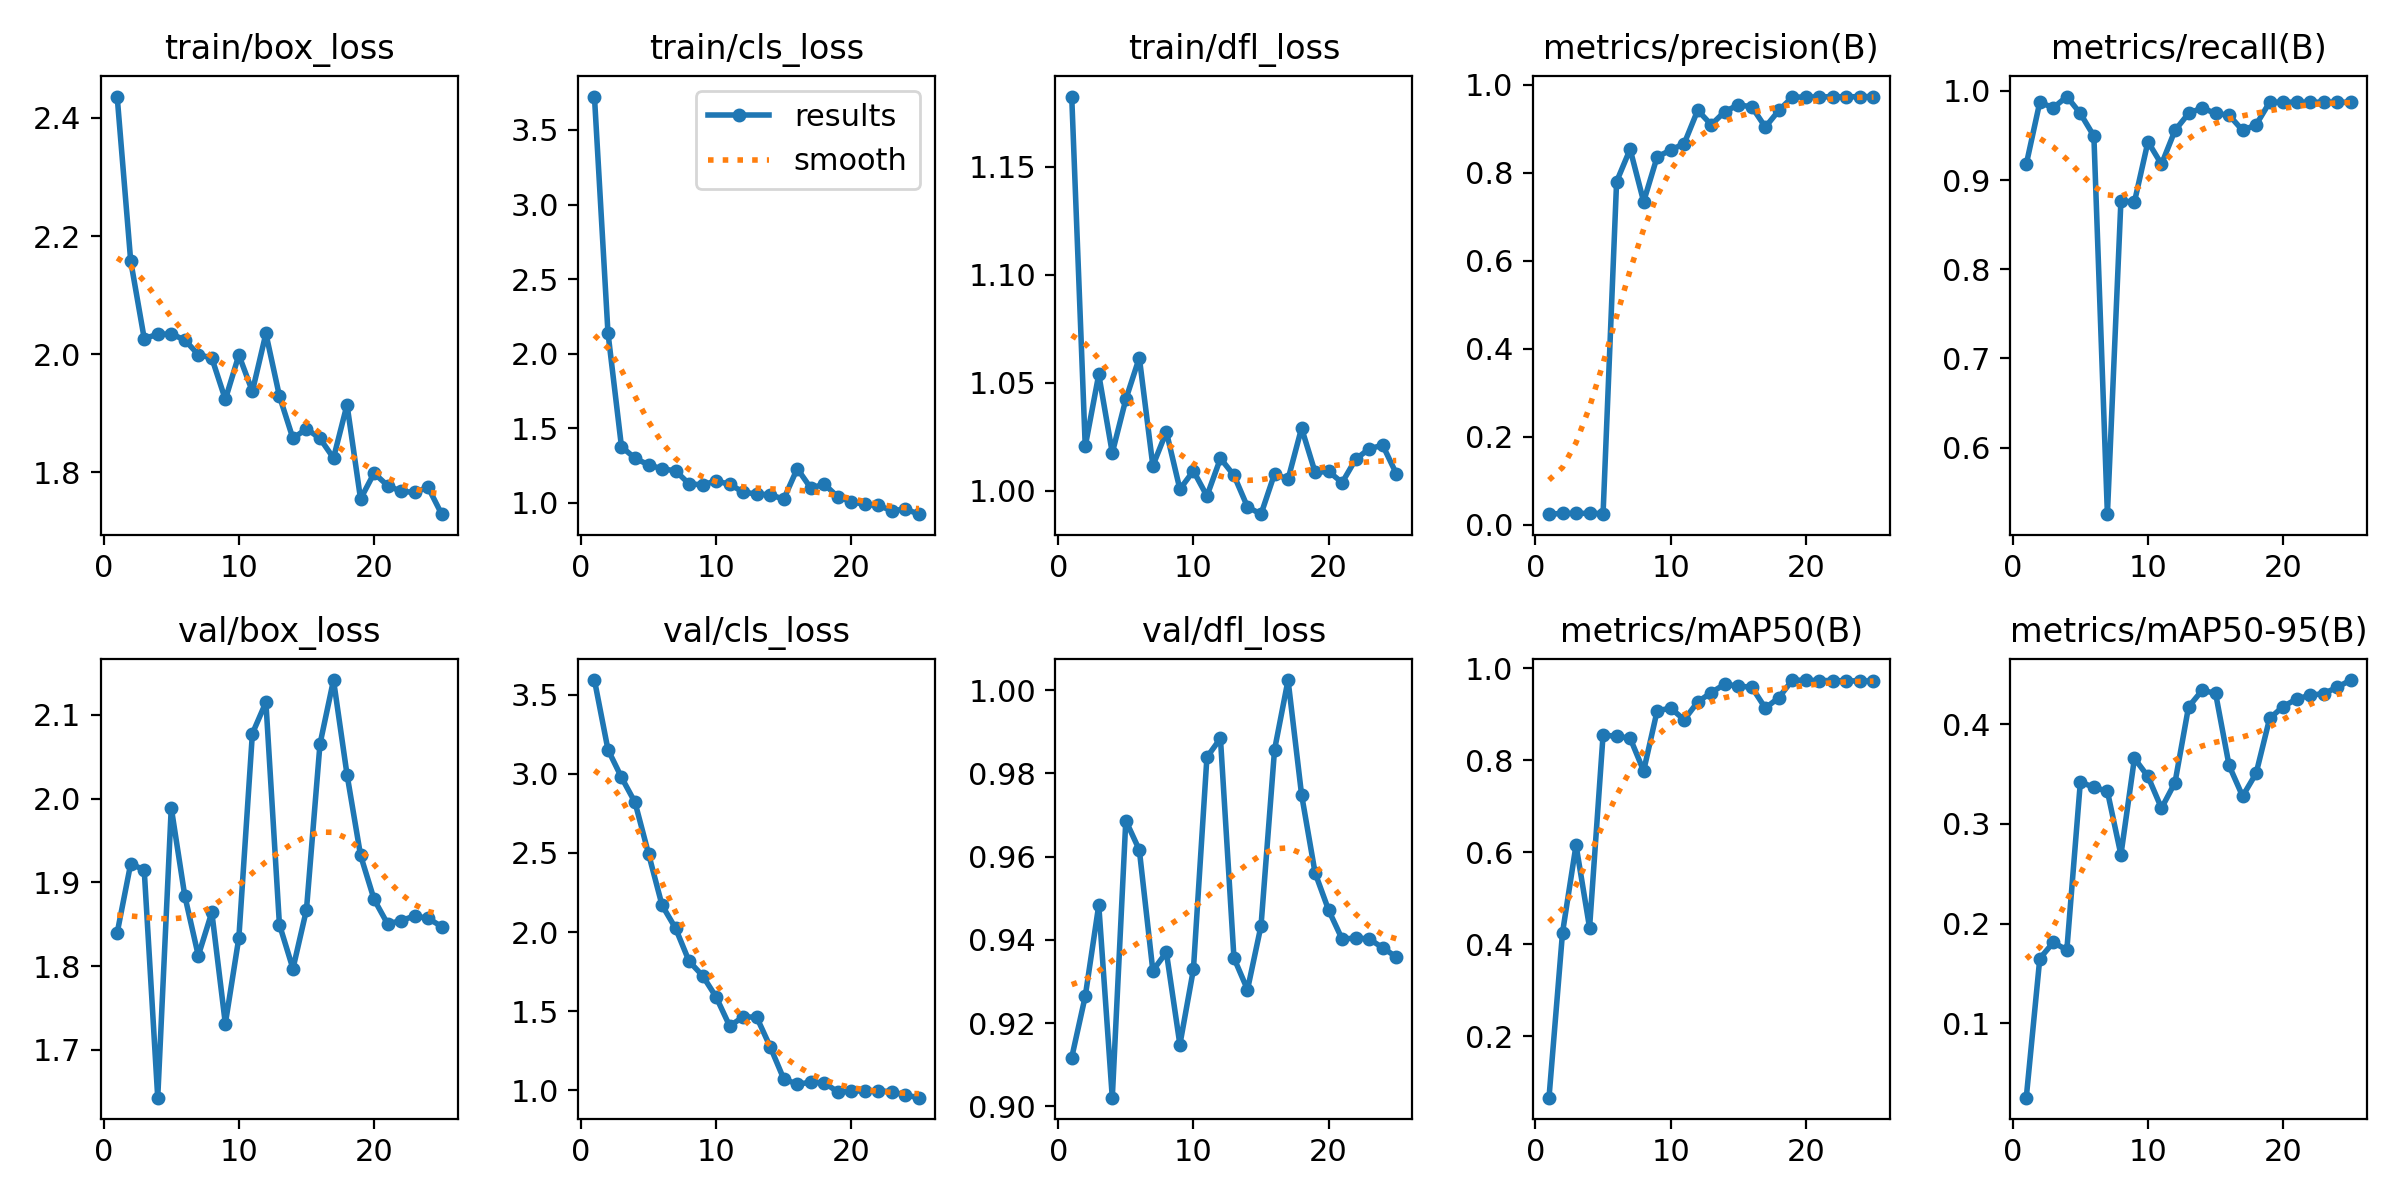 train/box_loss
2.4
2.2
2.0
1.8
0 10 20
train/cls_loss
results
smooth
3.5
3.0
2.5
2.0
1.5
1.0
0 10 20
train/dfl_loss
1.15
1.10
1.05
1.00
0 10 20
metrics/precision(B)
1.0
0.8
0.6
0.4
0.2
0.0
0 10 20
metrics/recall(B)
1.0
0.9
0.8
0.7
0.6
0 10 20
val/box_loss
2.1
2.0
1.9
1.8
1.7
0 10 20
val/cls_loss
3.5
3.0
2.5
2.0
1.5
1.0
0 10 20
val/dfl_loss
1.00
0.98
0.96
0.94
0.92
0.90
0 10 20
metrics/mAP50(B)
1.0
0.8
0.6
0.4
0.2
0 10 20
metrics/mAP50-95(B)
0.4
0.3
0.2
0.1
0 10 20